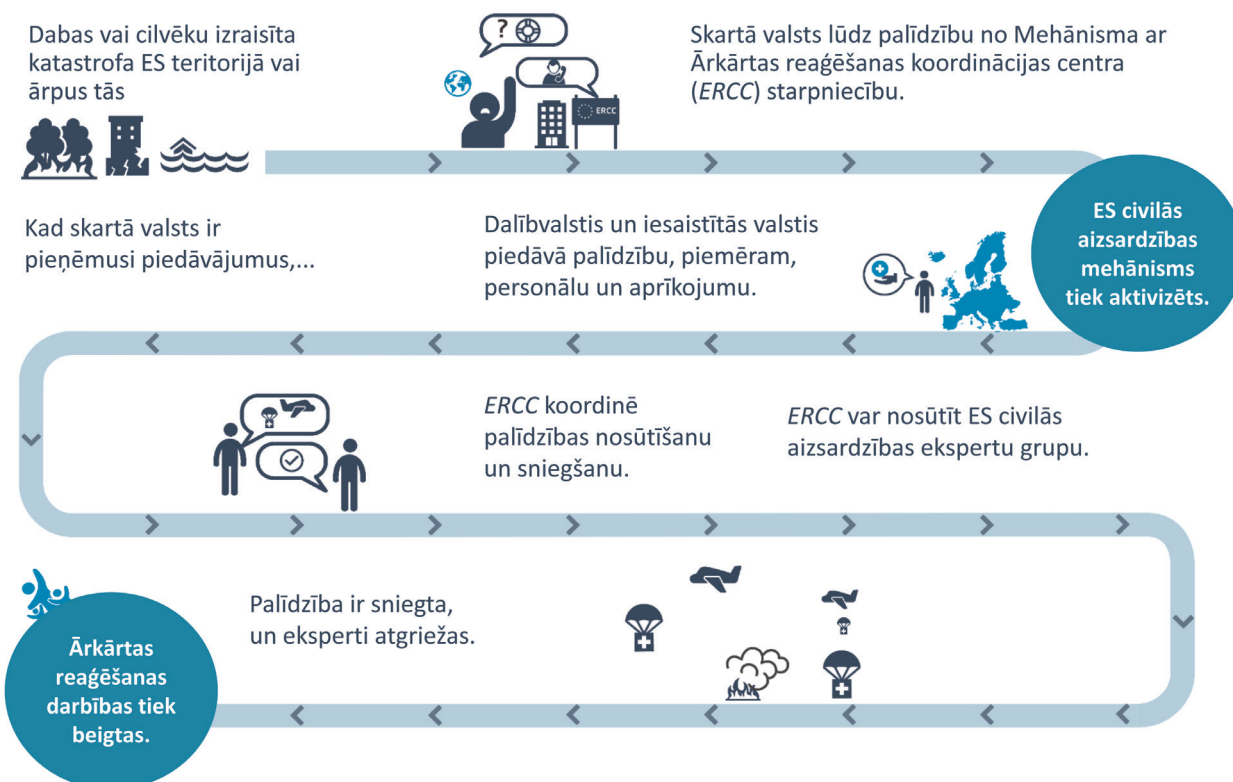 Dabas vai cilvēku izraisīta
katastrofa ES teritorijā vai
ārpus tās
?
ERCC
Skartā valsts lūdz palīdzību no Mehānisma ar
Ārkārtas reaģēšanas koordinācijas centra
(ERCC) starpniecību.
ES civilās
aizsardzības
mehānisms
tiek aktivizēts.
Dalībvalstis un iesaistītās valstis
piedāvā palīdzību, piemēram,
personālu un aprīkojumu.
Kad skartā valsts ir
pieņēmusi piedāvājumus,...
ERCC koordinē
palīdzības nosūtīšanu
un sniegšanu.
ERCC var nosūtīt ES civilās
aizsardzības ekspertu grupu.
Palīdzība ir sniegta,
un eksperti atgriežas.
Ārkārtas
reaģēšanas
darbības tiek
beigtas.